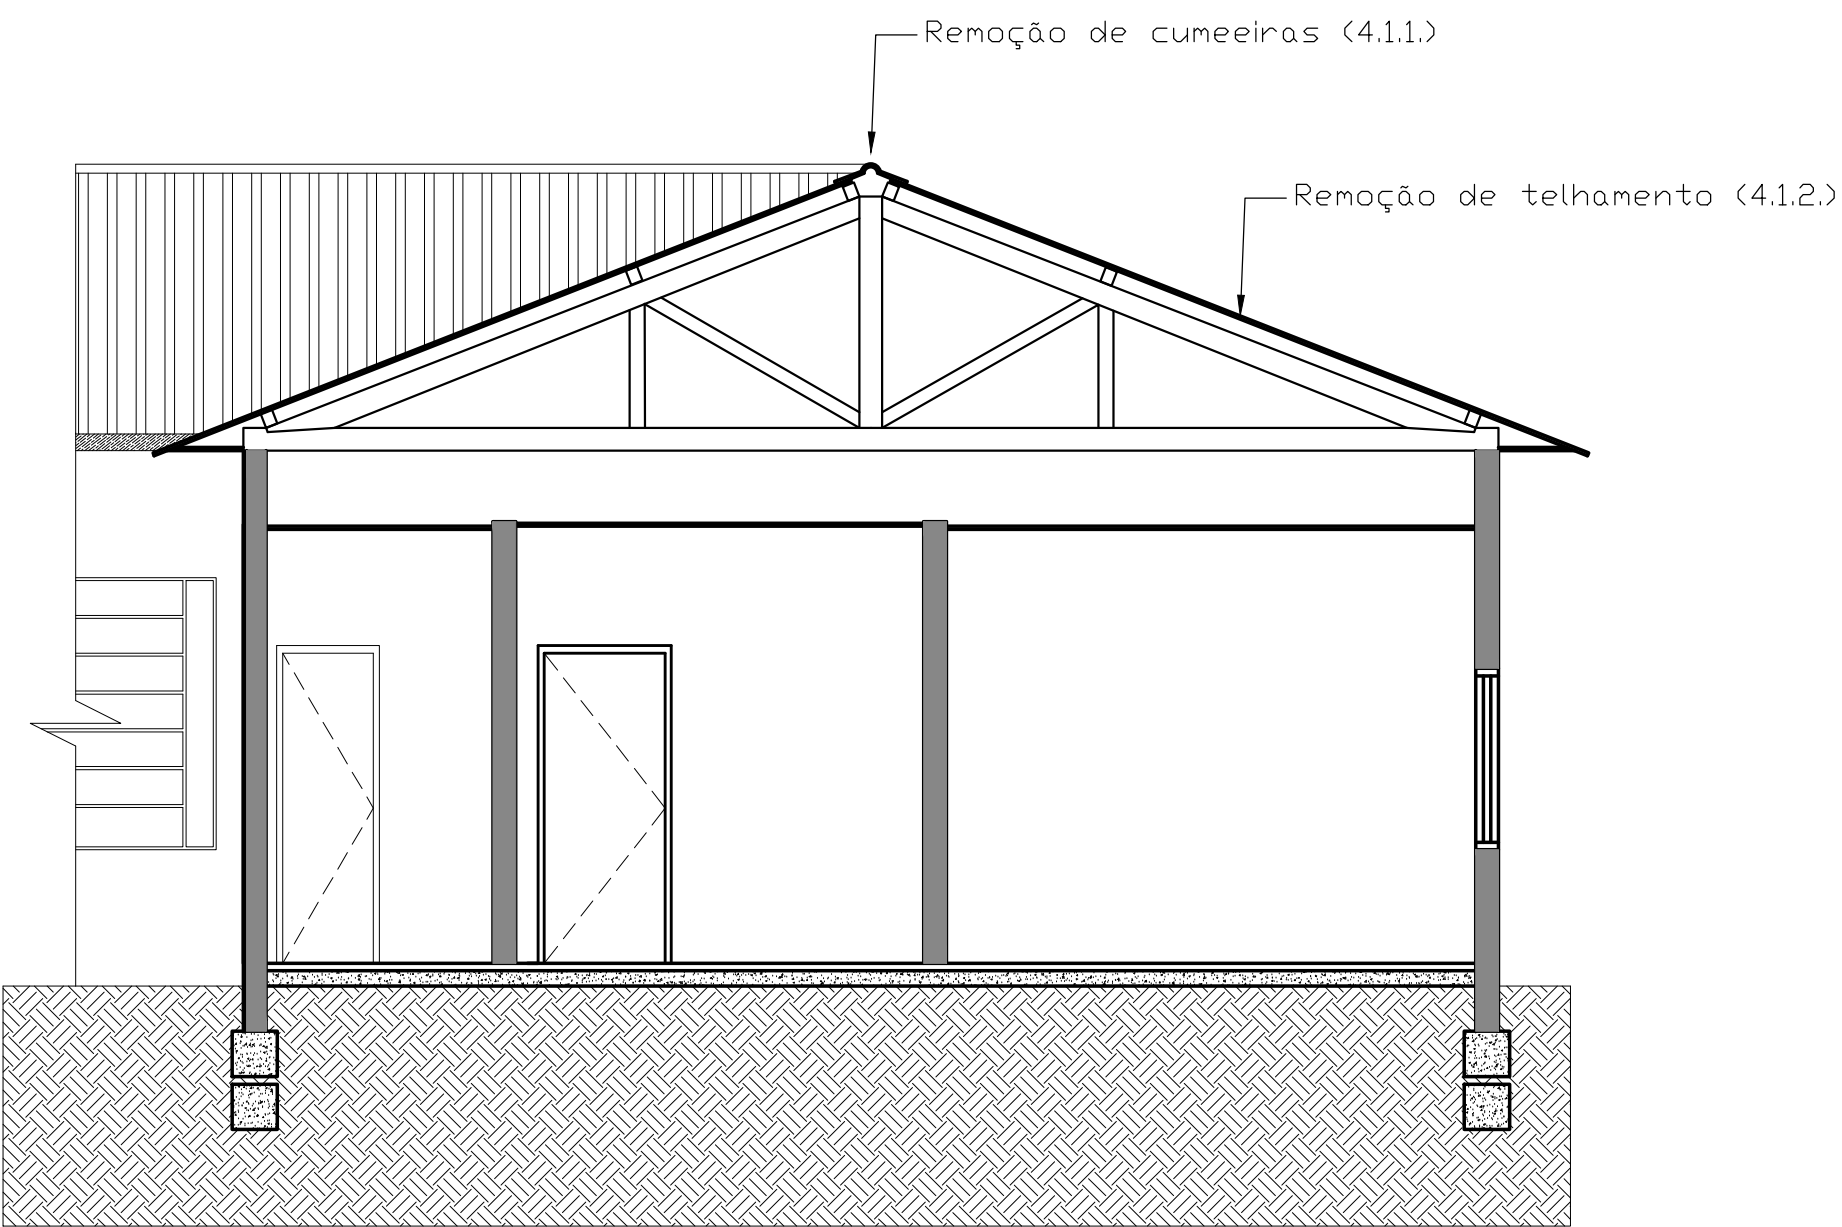 Remoção de cumeeiras (4.1.1.)
Remoção de telhamento (4.1.2.)